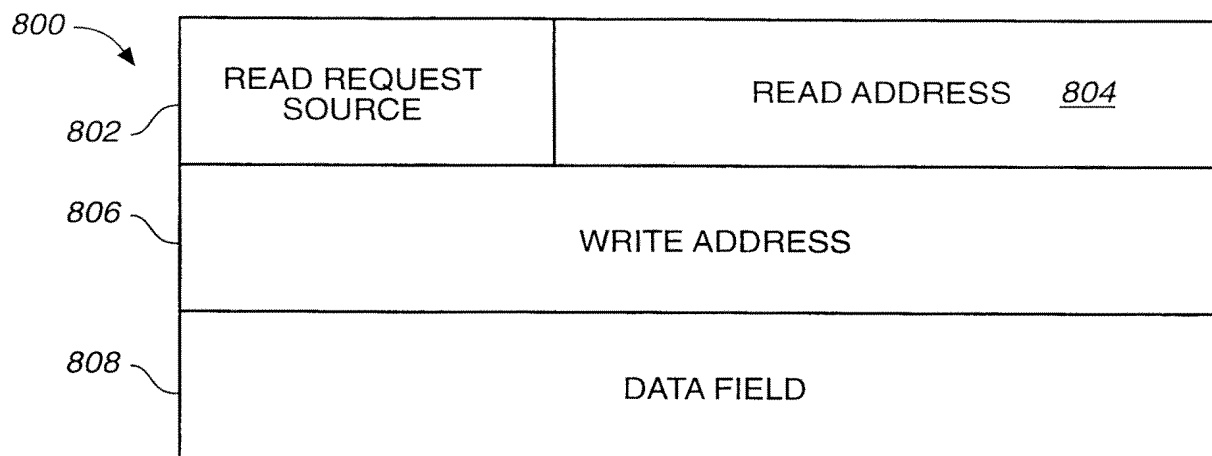 800
READ REQUEST
SOURCE
READ ADDRESS 804
802
806
WRITE ADDRESS
808
DATA FIELD